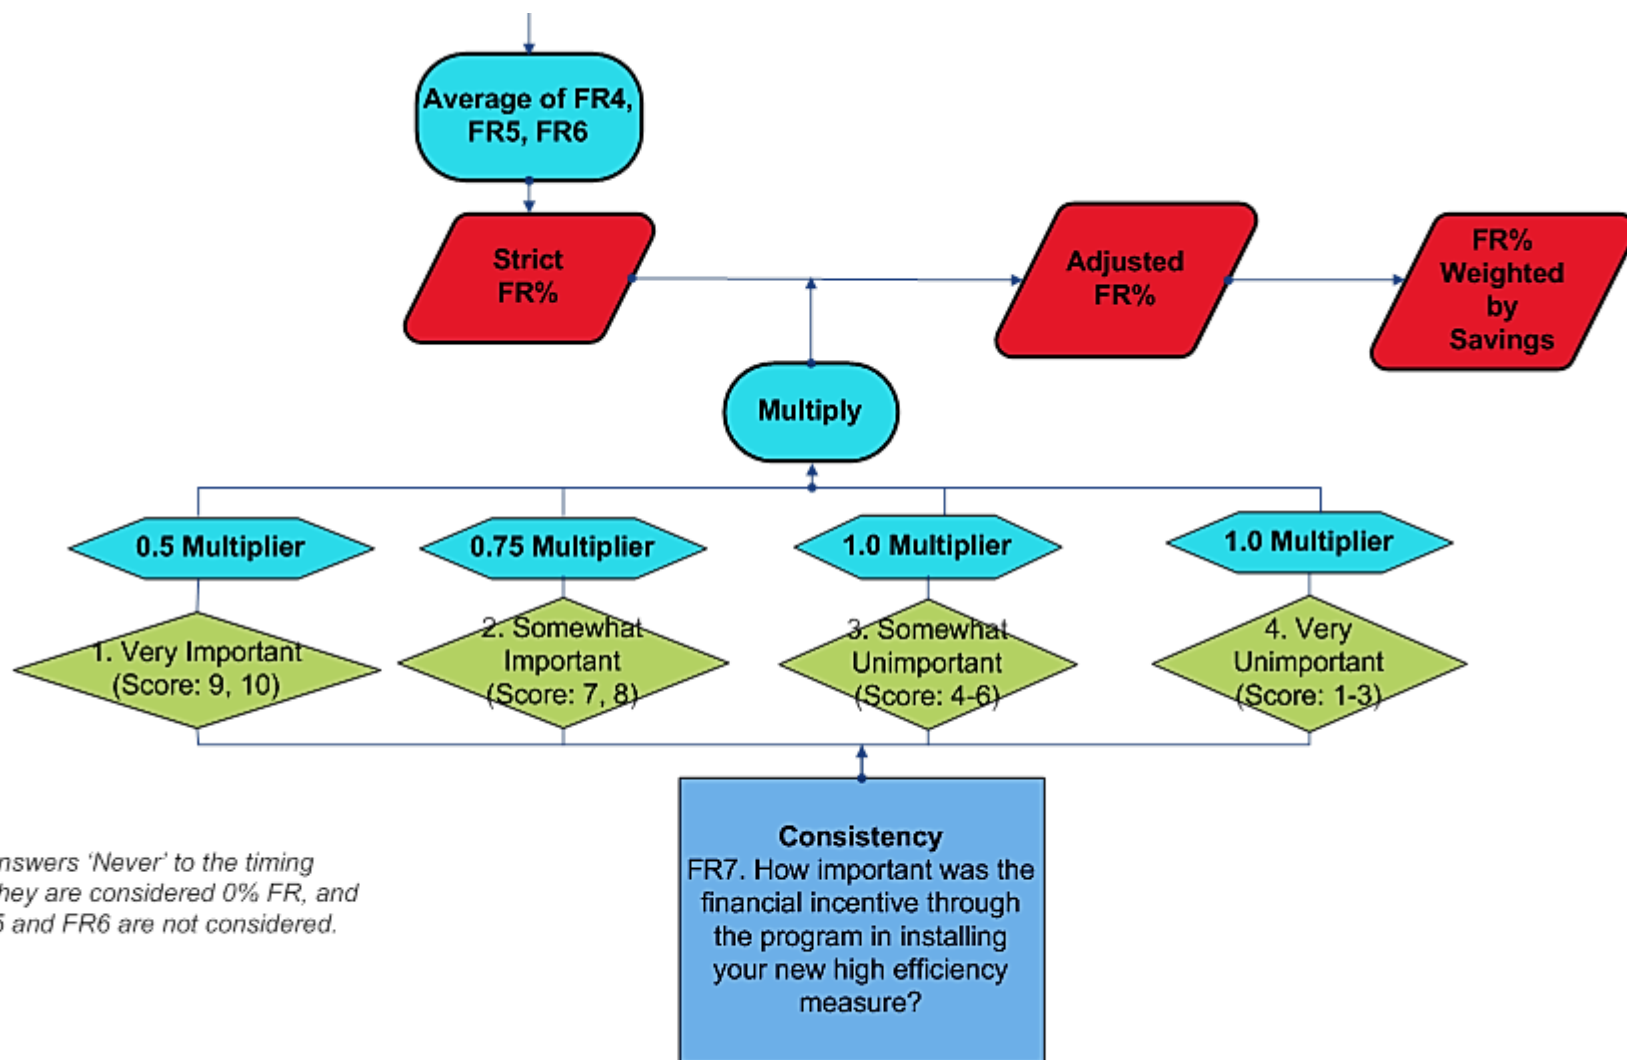 Average of FR4,
FR5, FR6
Strict
FR%
Adjusted
FR%
FR%
Weighted
by
Savings
Multiply
0.5 Multiplier
0.75 Multiplier
1.0 Multiplier
1.0 Multiplier
1. Very Important
(Score: 9, 10)
2. Somewhat
Important
(Score: 7, 8)
3. Somewhat
Unimportant
(Score: 4-6)
4. Very
Unimportant
(Score: 1-3)
Consistency
FR7. How important was the
financial incentive through
the program in installing
your new high efficiency
measure?
'Never' to the timing
they are considered 0% FR, and
and FR6 are not considered.